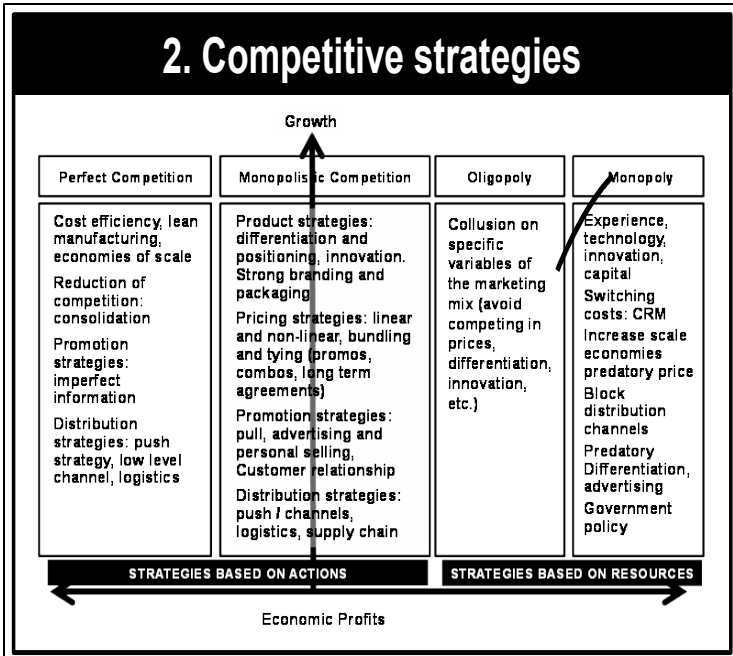 2. Competitive strategies
Growth
Perfect Competition
Cost efficiency, lean
manufacturing,
economies of scale
Reduction of
competition:
consolidation
Promotion
strategies:
imperfect
information
Distribution
strategies: push
strategy, low level
channel, logistics
Monopolistic Competition
Product strategies:
differentiation and
positioning, innovation.
Strong branding and
packaging
Pricing strategies: linear
and non-linear, bundling
and tying (promos,
combos, long term
agreements)
Promotion strategies:
pull, advertising and
personal selling,
Customer relationship
Distribution strategies:
push / channels,
logistics, supply chain
Oligopoly
Collusion on
specific
variables of
the marketing
mix (avoid
competing in
prices,
differentiation,
innovation,
etc.)
Monopoly
Experience,
technology,
innovation,
capital
Switching
costs: CRM
Increase scale
economies
predatory price
Block
distribution
channels
Predatory
Differentiation,
advertising
Government
policy
STRATEGIES BASED ON ACTIONS
STRATEGIES BASED ON RESOURCES
Economic Profits